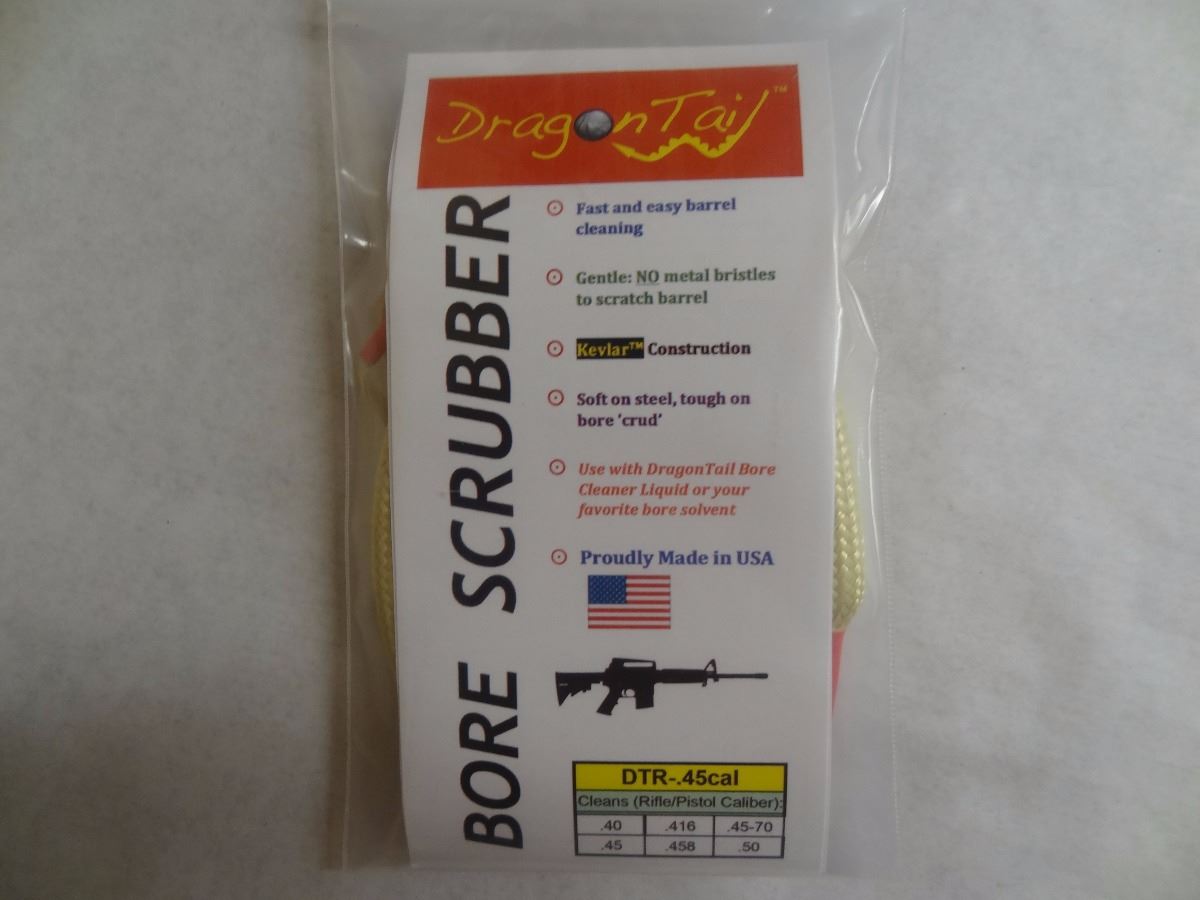 DragonTail™
BORE SCRUBBER
Fast and easy barrel
cleaning
Gentle: NO metal bristles
to scratch barrel
Kevlar™ Construction
Soft on steel, tough on
bore 'crud'
Use with DragonTail Bore
Cleaner Liquid or your
favorite bore solvent
Proudly Made in USA
DTR-.45cal
Cleans (Rifle/Pistol Caliber):
.40 .416 .45-70
.45 .458 .50